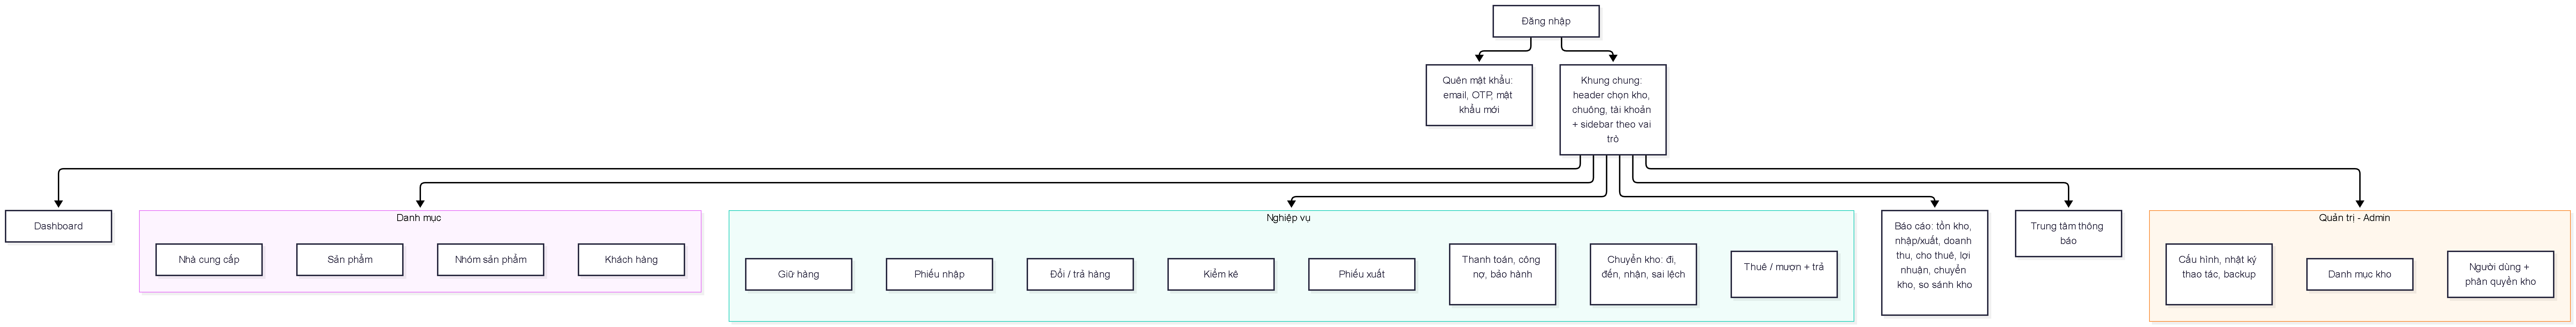 Đăng nhập
Quên mật khẩu:
email, OTP, mật
khẩu mới
Khung chung:
header chọn kho,
chuông, tài khoản
+ sidebar theo vai
trò
Dashboard
Danh mục
Nhà cung cấp
Sản phẩm
Nhóm sản phẩm
Khách hàng
Nghiệp vụ
Giữ hàng
Phiếu nhập
Đổi / trả hàng
Kiểm kê
Phiếu xuất
Thanh toán, công
nợ, bảo hành
Chuyển kho: đi,
đến, nhận, sai lệch
Thuê / mượn + trả
Báo cáo: tồn kho,
nhập/xuất, doanh
thu, cho thuê, lợi
nhuận, chuyển
kho, so sánh kho
Trung tâm thông
báo
Quản trị - Admin
Cấu hình, nhật ký
thao tác, backup
Danh mục kho
Người dùng +
phân quyền kho